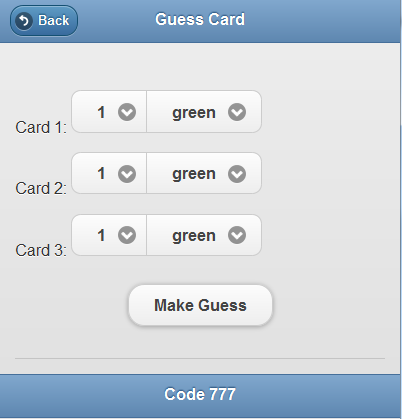 Back
Guess Card
Card 1: 1 green
Card 2: 1 green
Card 3: 1 green
Make Guess
Code 777